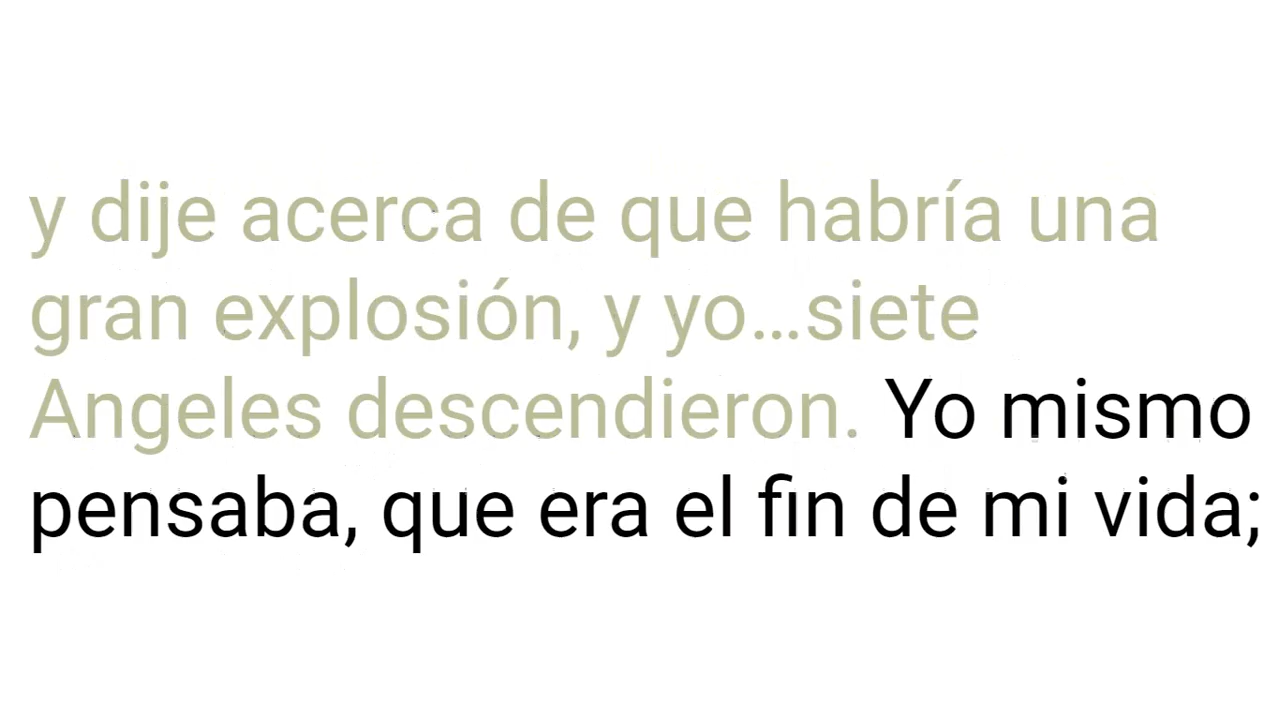 y dije acerca de que habría una
gran explosión, y yo…siete
Angeles descendieron. Yo mismo
pensaba, que era el fin de mi vida;